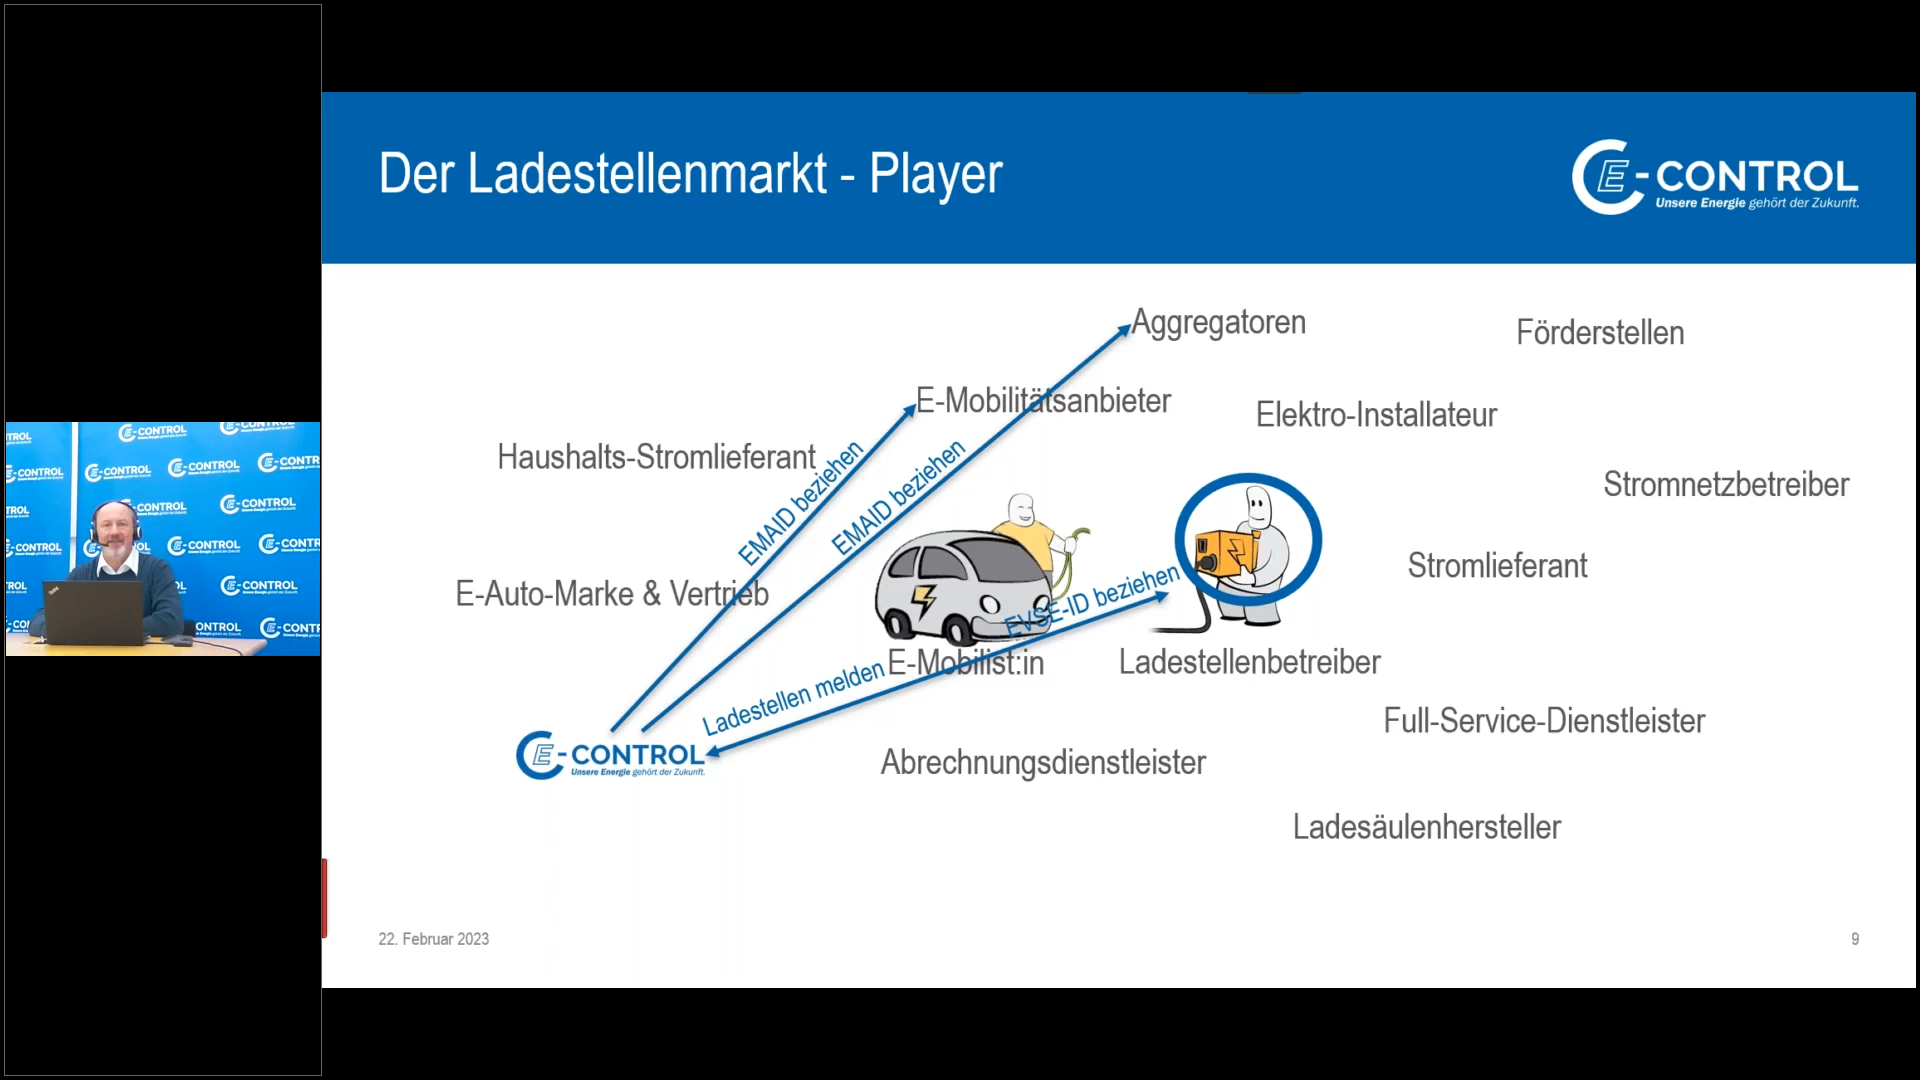 Der Ladestellenmarkt - Player
E-CONTROL
Unsere Energie gehört der Zukunft.
Aggregatoren
Förderstellen
E-Mobilitätsanbieter
Elektro-Installateur
Haushalts-Stromlieferant
EMAID beziehen
EMAID beziehen
Stromnetzbetreiber
Stromlieferant
E-Auto-Marke & Vertrieb
EVSE-ID beziehen
Ladestellen melden
E-Mobilist:in
Ladestellenbetreiber
Full-Service-Dienstleister
E-CONTROL
Unsere Energie gehört der Zukunft.
Abrechnungsdienstleister
Ladesäulenhersteller
22. Februar 2023
9